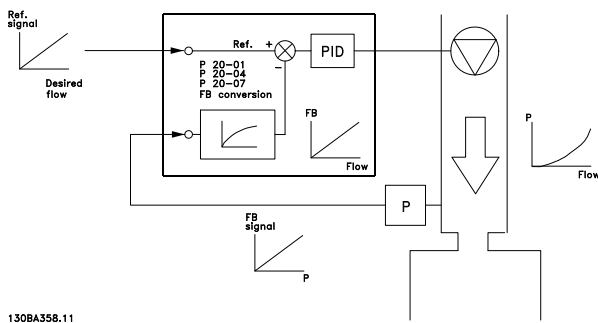 Ref.
signal
Desired
flow
Ref.
+
−
PID
P 20-01
P 20-04
P 20-07
FB conversion
FB
Flow
P
Flow
P
FB
signal
P
130BA358.11